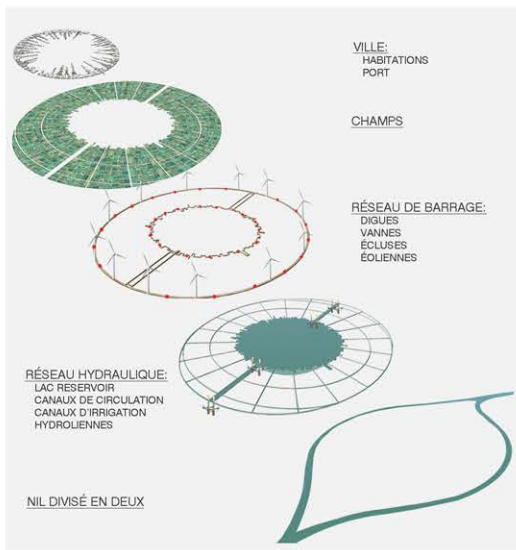 VILLE:
HABITATIONS
PORT
CHAMPS
RÉSEAU DE BARRAGE:
DIGUES
VANNES
ÉCLUSES
ÉOLIENNES
RÉSEAU HYDRAULIQUE:
LAC RESERVOIR
CANAUX DE CIRCULATION
CANAUX D'IRRIGATION
HYDROLIENNES
NIL DIVISÉ EN DEUX